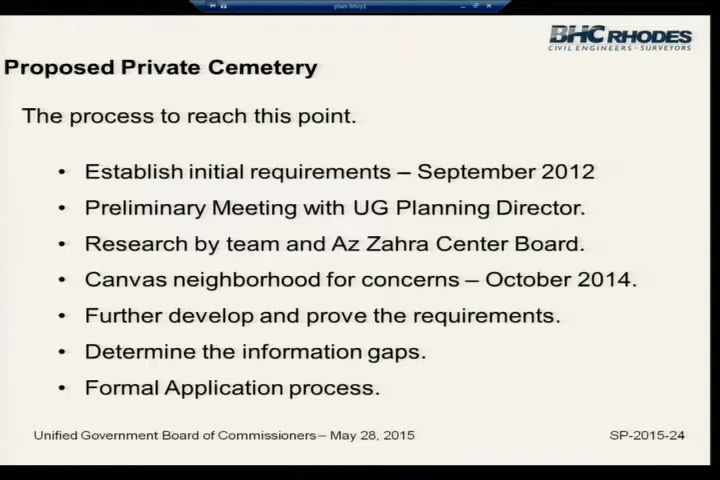 plan-btoy1
BHC RHODES
CIVIL ENGINEERS - SURVEYORS
Proposed Private Cemetery
The process to reach this point.
• Establish initial requirements – September 2012
• Preliminary Meeting with UG Planning Director.
• Research by team and Az Zahra Center Board.
• Canvas neighborhood for concerns – October 2014.
• Further develop and prove the requirements.
• Determine the information gaps.
• Formal Application process.
Unified Government Board of Commissioners – May 28, 2015
SP-2015-24